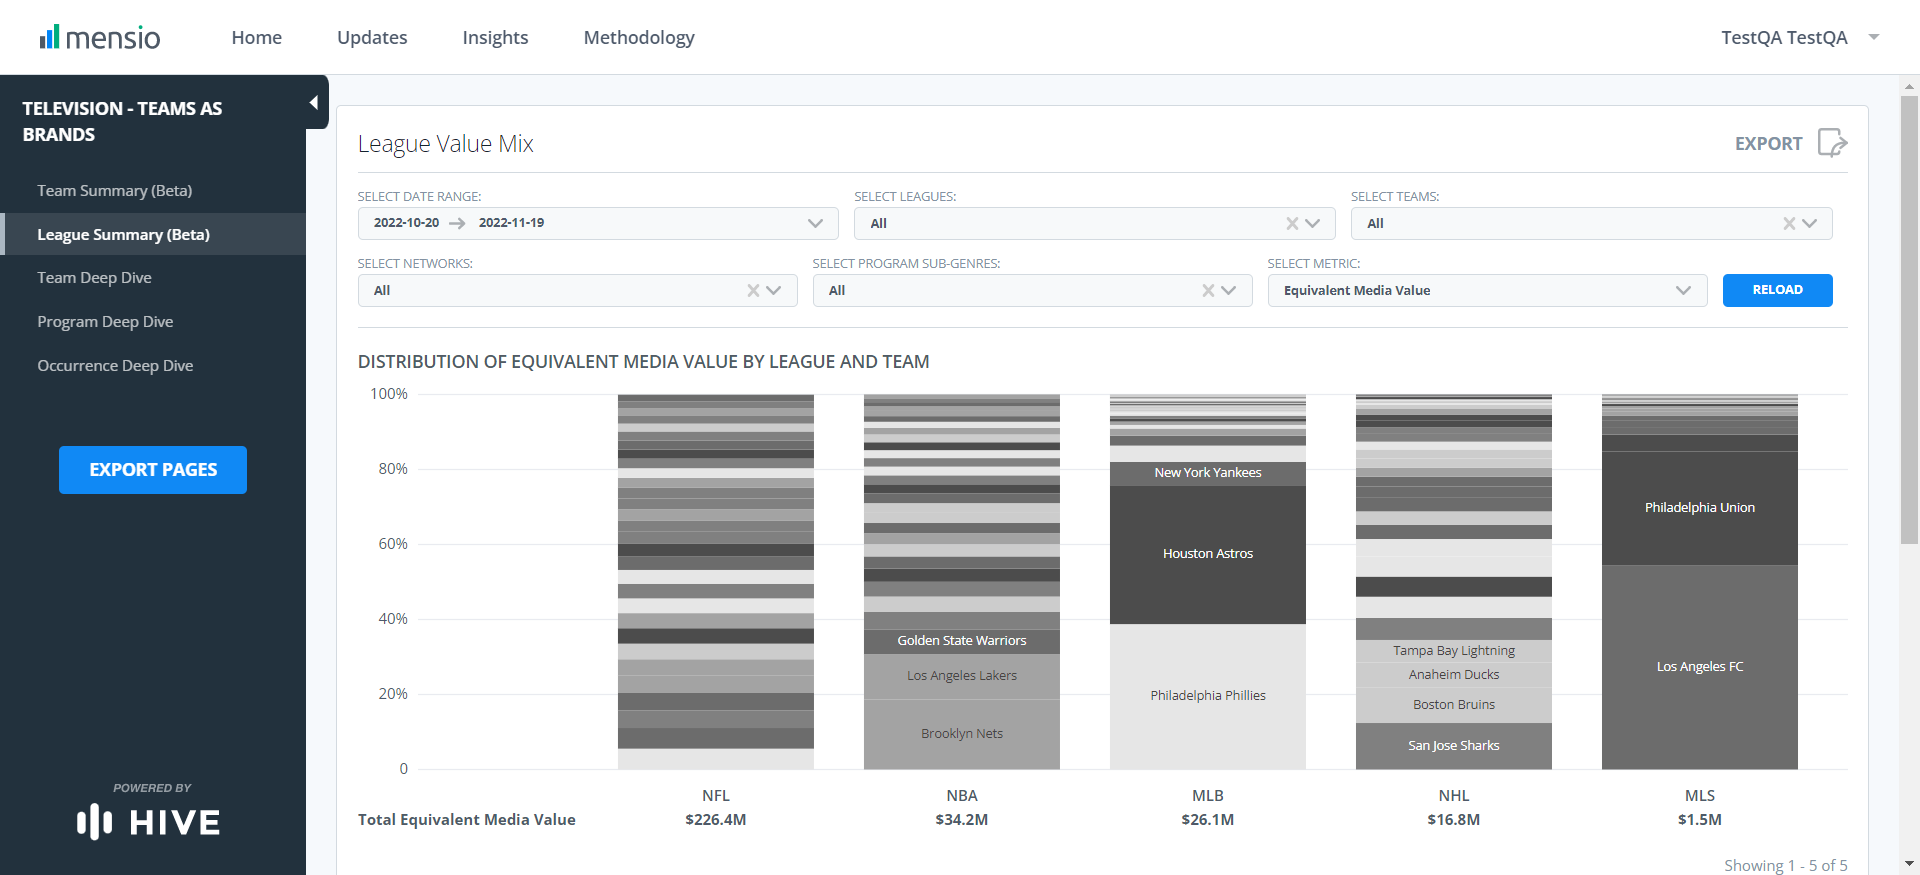 mensio
Home
Updates
Insights
Methodology
TestQA TestQA
TELEVISION - TEAMS AS
BRANDS
Team Summary (Beta)
League Summary (Beta)
Team Deep Dive
Program Deep Dive
Occurrence Deep Dive
EXPORT PAGES
POWERED BY
HIVE
League Value Mix
EXPORT
SELECT DATE RANGE:
2022-10-20
2022-11-19
SELECT LEAGUES:
All
SELECT TEAMS:
All
SELECT NETWORKS:
All
SELECT PROGRAM SUB-GENRES:
All
SELECT METRIC:
Equivalent Media Value
RELOAD
DISTRIBUTION OF EQUIVALENT MEDIA VALUE BY LEAGUE AND TEAM
100%
80%
60%
40%
20%
0
Golden State Warriors
Los Angeles Lakers
Brooklyn Nets
New York Yankees
Houston Astros
Philadelphia Phillies
Tampa Bay Lightning
Anaheim Ducks
Boston Bruins
San Jose Sharks
Philadelphia Union
Los Angeles FC
NFL
NBA
MLB
NHL
MLS
Total Equivalent Media Value
$226.4M
$34.2M
$26.1M
$16.8M
$1.5M
Showing 1 - 5 of 5